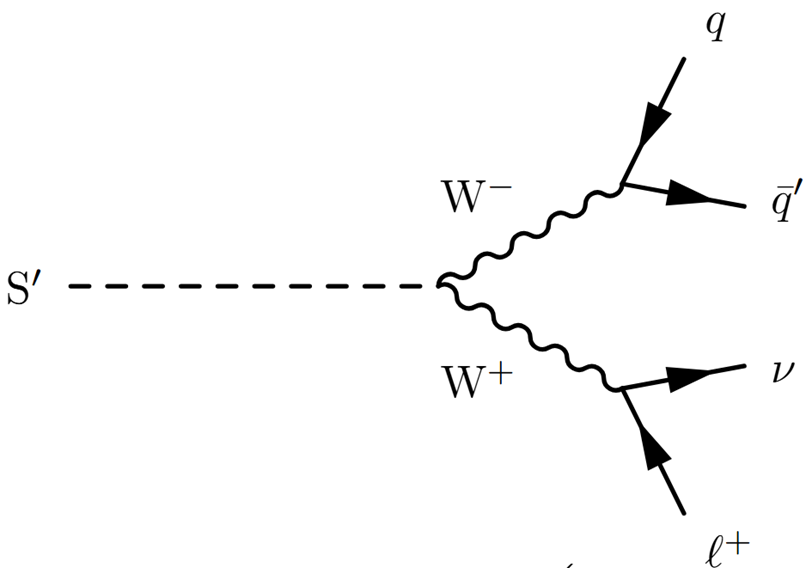 q
W⁻
q̄′
S′
W⁺
ν
ℓ⁺